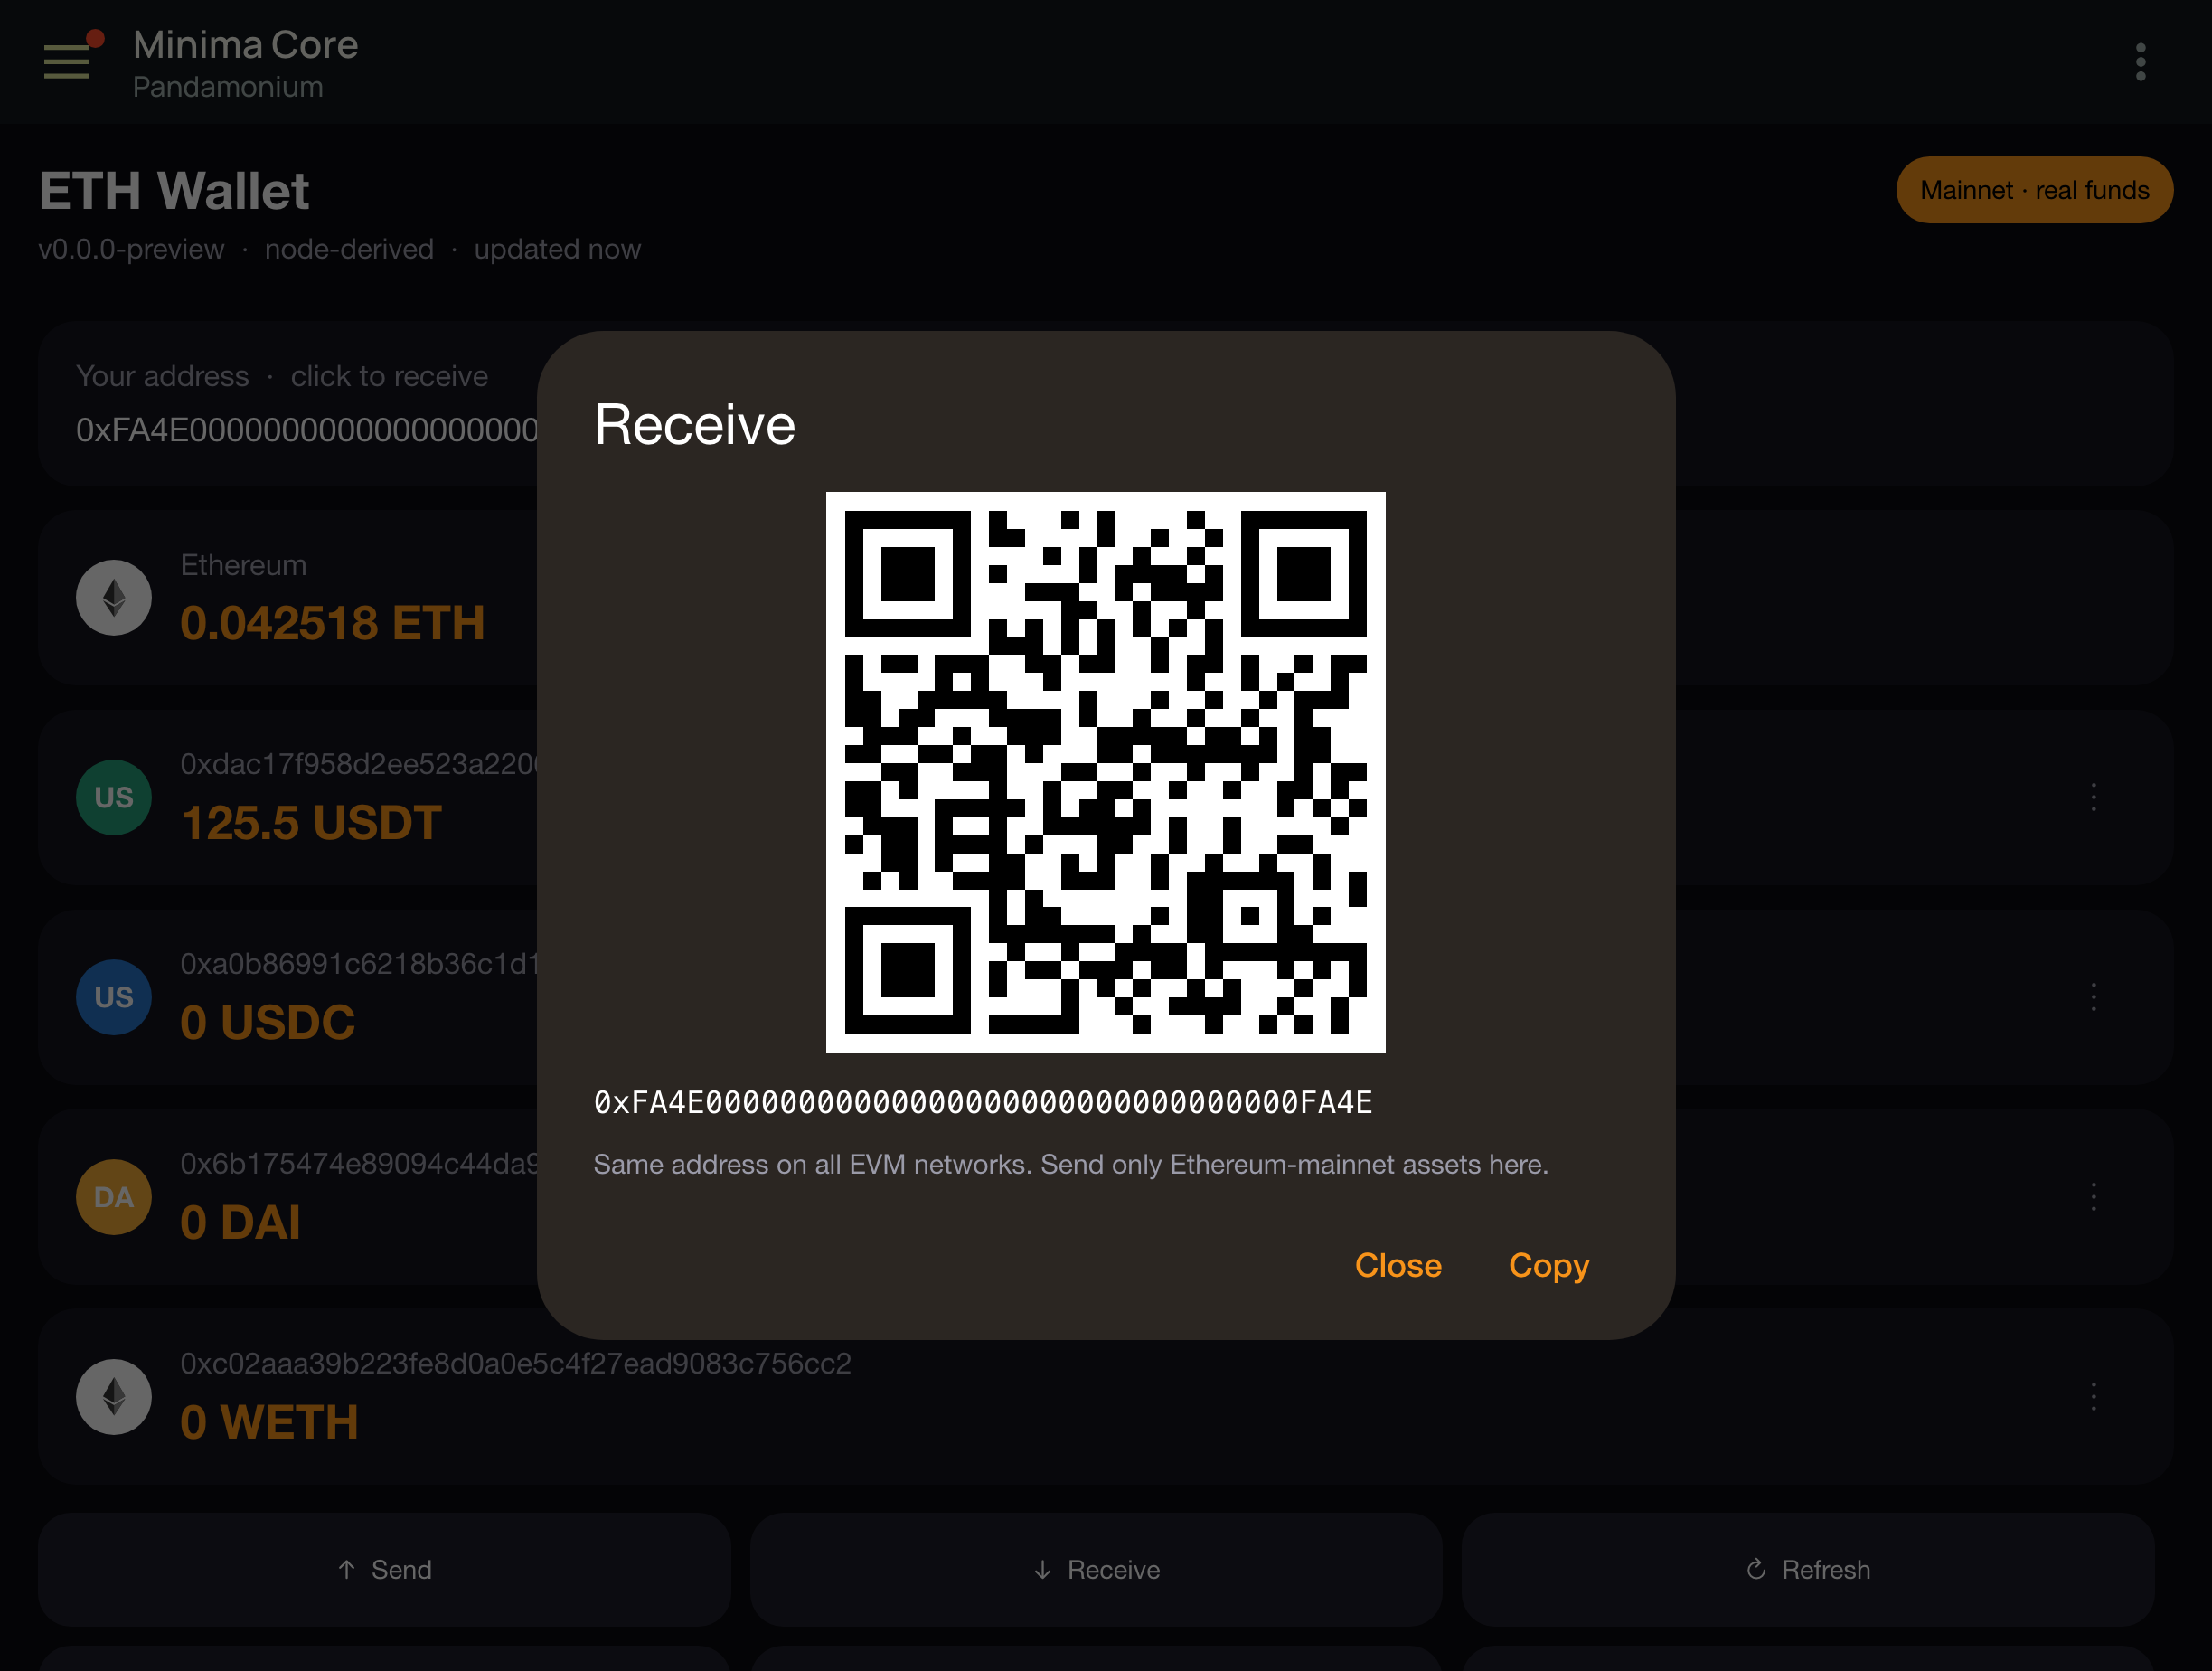 Minima Core
Pandamonium
ETH Wallet
v0.0.0-preview · node-derived · updated now
Mainnet · real funds
Your address · click to receive
0xFA4E0000000000000000000
Ethereum
0.042518 ETH
US
0xdac17f958d2ee523a220
125.5 USDT
US
0xa0b86991c6218b36c1d1
0 USDC
DA
0x6b175474e89094c44da9
0 DAI
0xc02aaa39b223fe8d0a0e5c4f27ead9083c756cc2
0 WETH
Receive
0xFA4E00000000000000000000000000000000FA4E
Same address on all EVM networks. Send only Ethereum-mainnet assets here.
Close Copy
↑ Send
↓ Receive
↻ Refresh